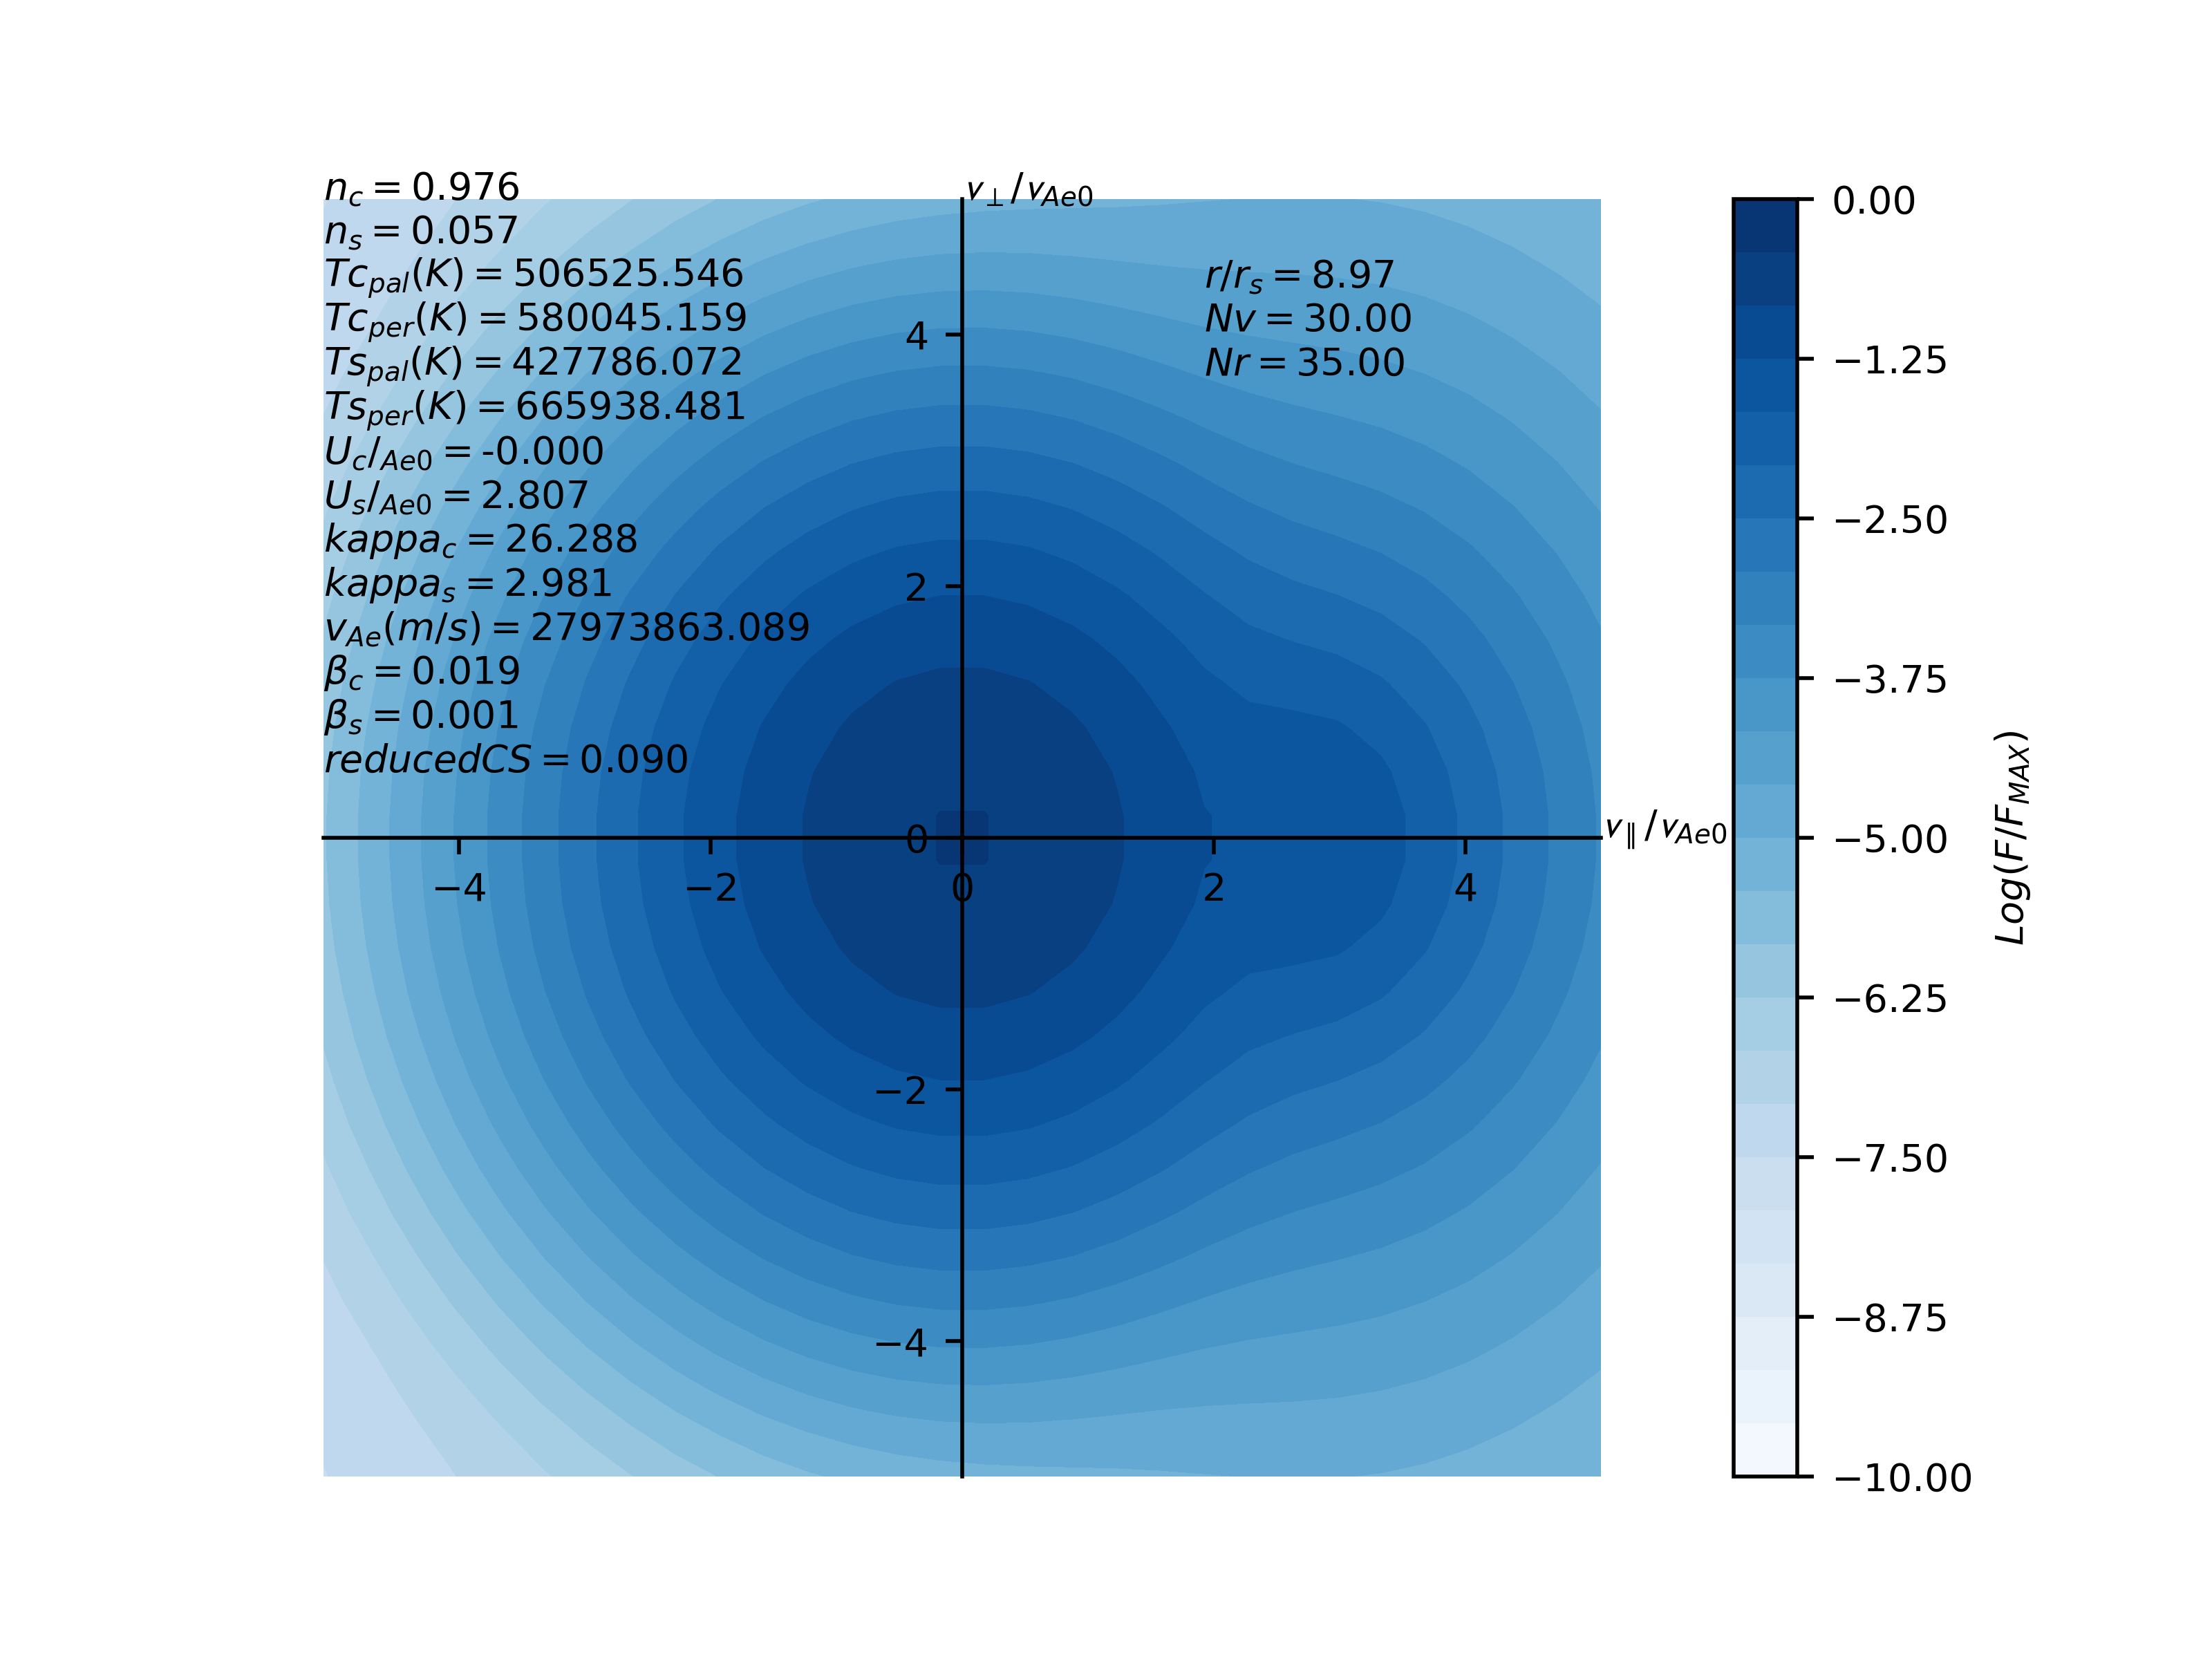 n_c = 0.976
n_s = 0.057
Tc_pal(K) = 506525.546
Tc_per(K) = 580045.159
Ts_pal(K) = 427786.072
Ts_per(K) = 665938.481
U_c/_Ae0 = -0.000
U_s/_Ae0 = 2.807
kappa_c = 26.288
kappa_s = 2.981
v_Ae(m/s) = 27973863.089
β_c = 0.019
β_s = 0.001
reducedCS = 0.090
v_⊥/v_Ae0
r/r_s = 8.97
Nv = 30.00
Nr = 35.00
4
2
0
−2
−4
−4
−2
0
2
4
v_∥/v_Ae0
0.00
−1.25
−2.50
−3.75
−5.00
−6.25
−7.50
−8.75
−10.00
Log(F/F_MAX)